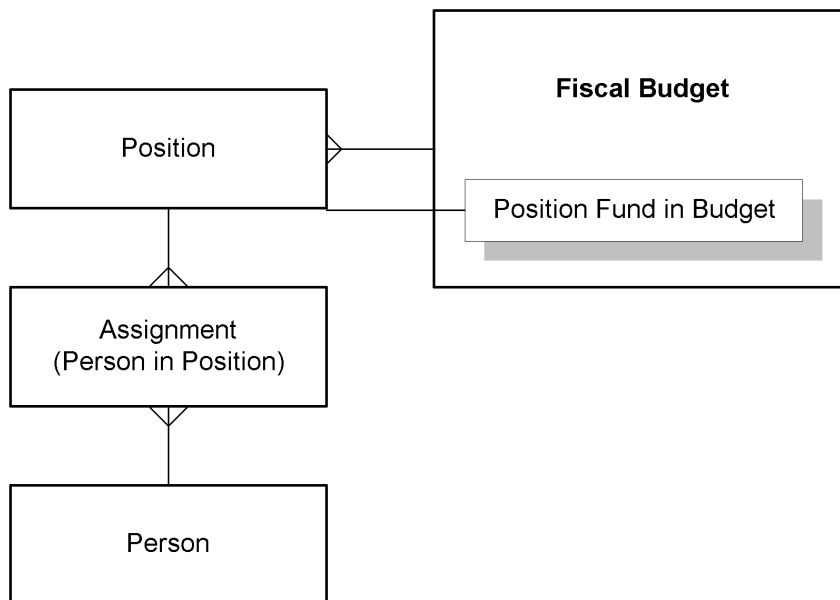 Fiscal Budget
Position
Position Fund in Budget
Assignment
(Person in Position)
Person